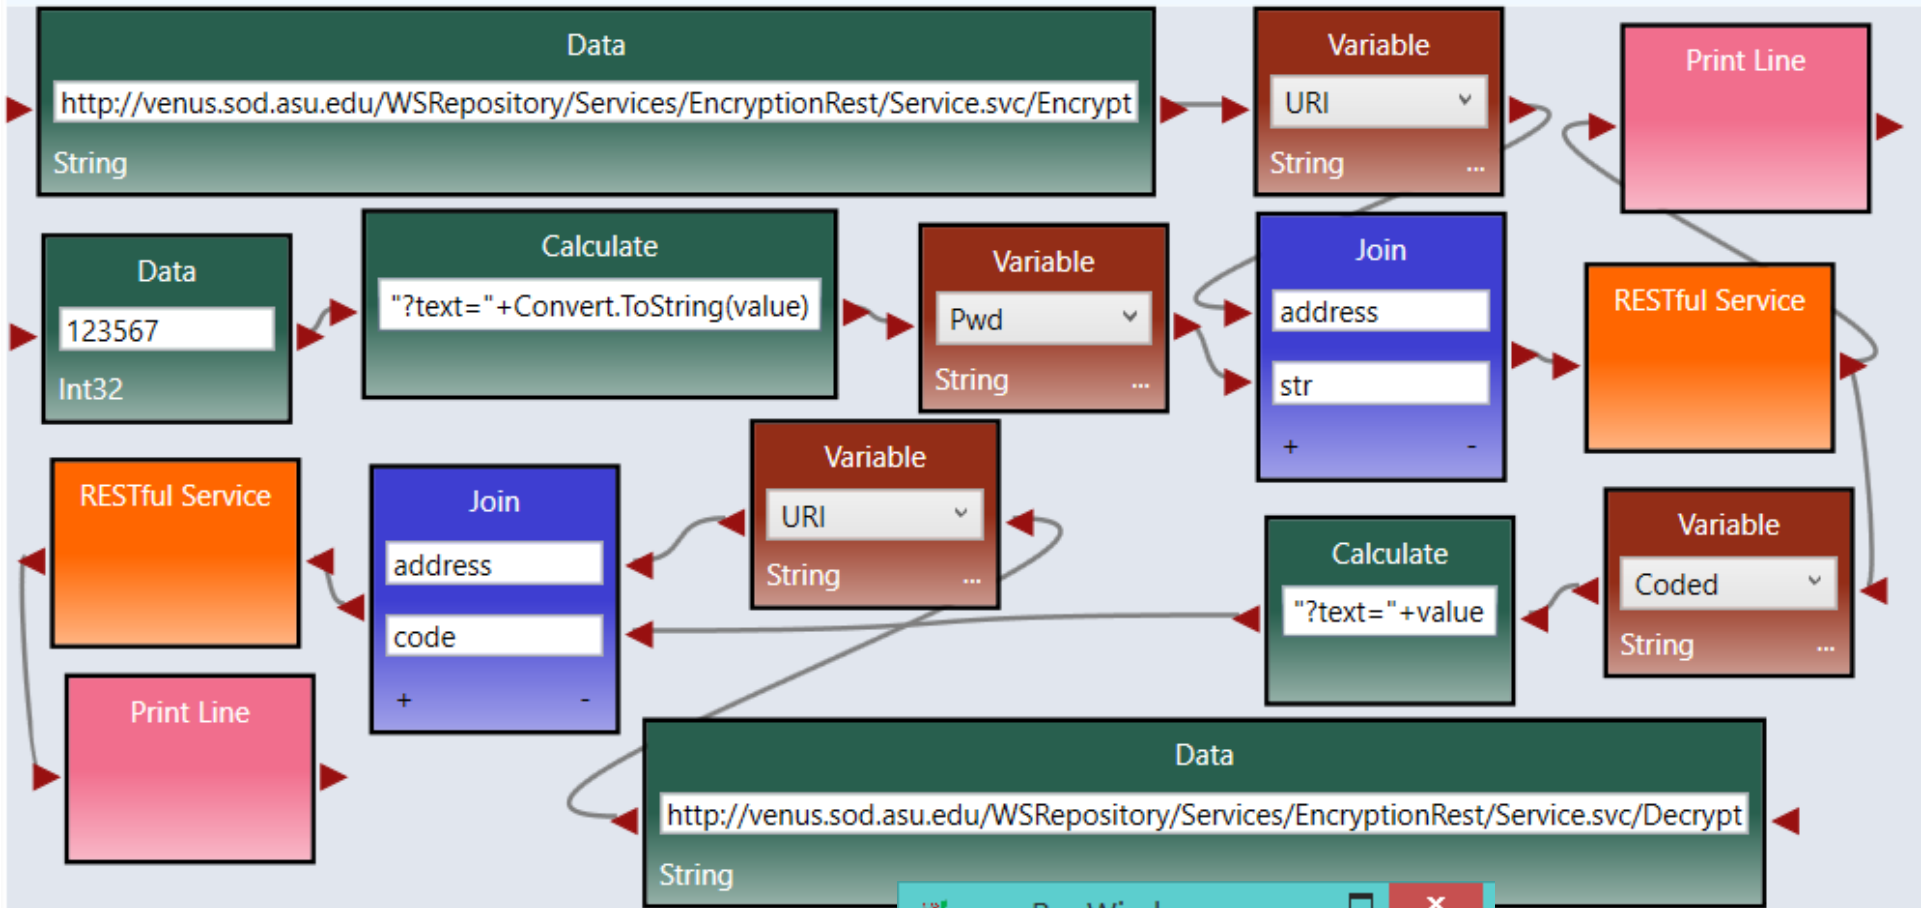 Data
http://venus.sod.asu.edu/WSRepository/Services/EncryptionRest/Service.svc/Encrypt
String
Variable
URI
String
...
Print Line
Data
123567
Int32
Calculate
"?text="+Convert.ToString(value)
Variable
Pwd
String
...
Join
address
str
+ -
RESTful Service
RESTful Service
Join
address
code
+ -
Variable
URI
String
...
Calculate
"?text="+value
Variable
Coded
String
...
Print Line
Data
http://venus.sod.asu.edu/WSRepository/Services/EncryptionRest/Service.svc/Decrypt
String